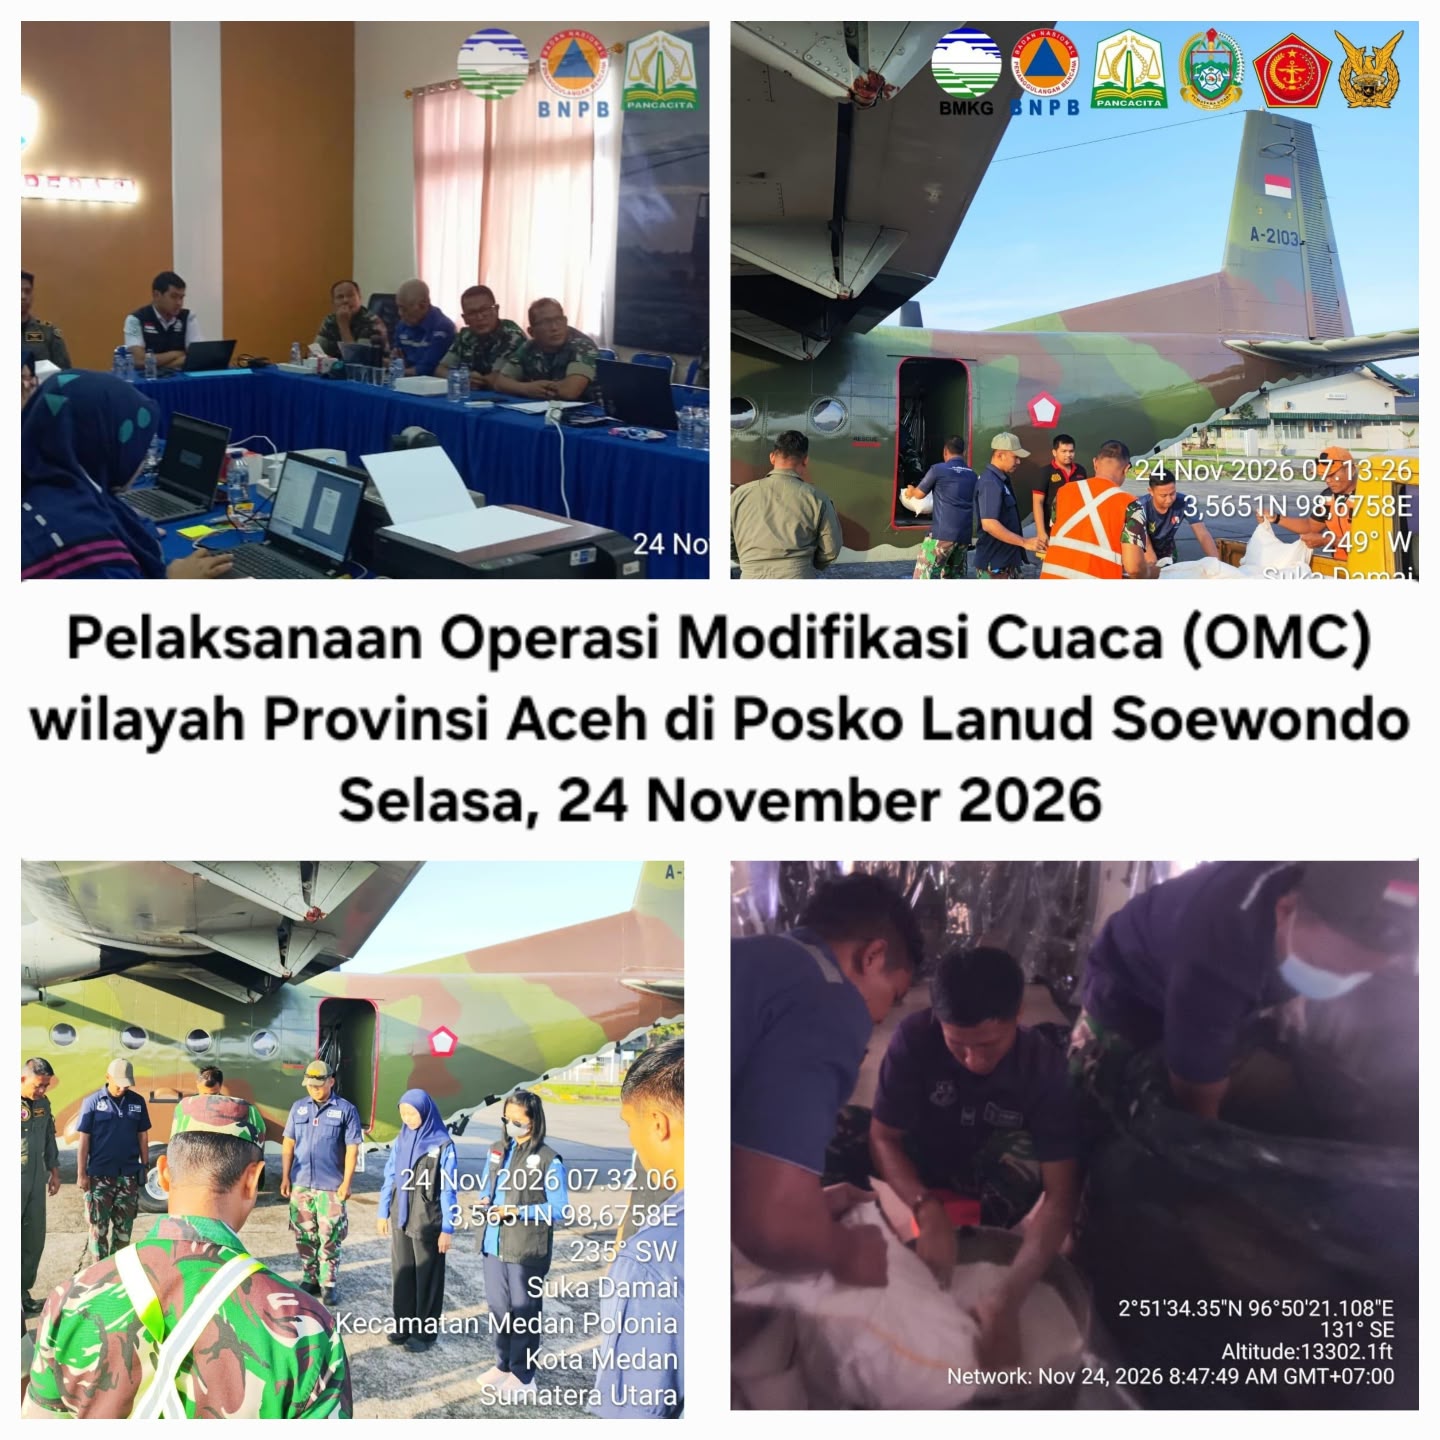 BNPB
PANCACITA
24 No
BMKG
BNPB
PANCACITA
A-2103
RESCUE
24 Nov 2026 07.13.26
3,5651N 98,6758E
249° W
Suka Damai
Pelaksanaan Operasi Modifikasi Cuaca (OMC)
wilayah Provinsi Aceh di Posko Lanud Soewondo
Selasa, 24 November 2026
A-
24 Nov 2026 07.32.06
3,5651N 98,6758E
235° SW
Suka Damai
Kecamatan Medan Polonia
Kota Medan
Sumatera Utara
2°51'34.35"N 96°50'21.108"E
131° SE
Altitude:13302.1ft
Network: Nov 24, 2026 8:47:49 AM GMT+07:00